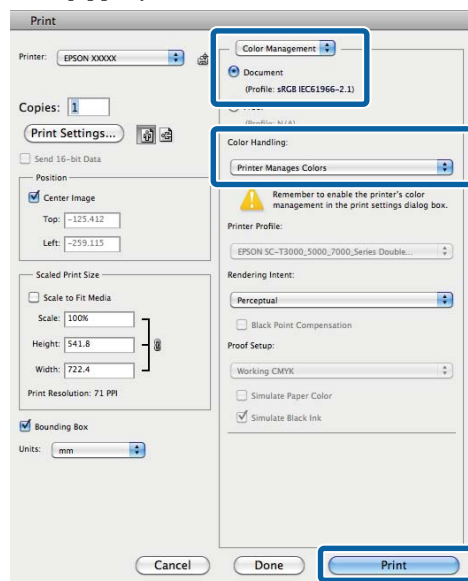 Print
Printer: EPSON XXXXX
Copies: 1
Print Settings...
Send 16-bit Data
Position
Center Image
Top: -125.412
Left: -259.115
Scaled Print Size
Scale to Fit Media
Scale: 100%
Height: 541.8
Width: 722.4
Print Resolution: 71 PPI
Bounding Box
Units: mm
Color Management
Document
(Profile: sRGB IEC61966-2.1)
(Profile: N/A)
Color Handling:
Printer Manages Colors
Remember to enable the printer's color
management in the print settings dialog box.
Printer Profile:
EPSON SC-T3000_5000_7000_Series Double...
Rendering Intent:
Perceptual
Black Point Compensation
Proof Setup:
Working CMYK
Simulate Paper Color
Simulate Black Ink
Cancel
Done
Print